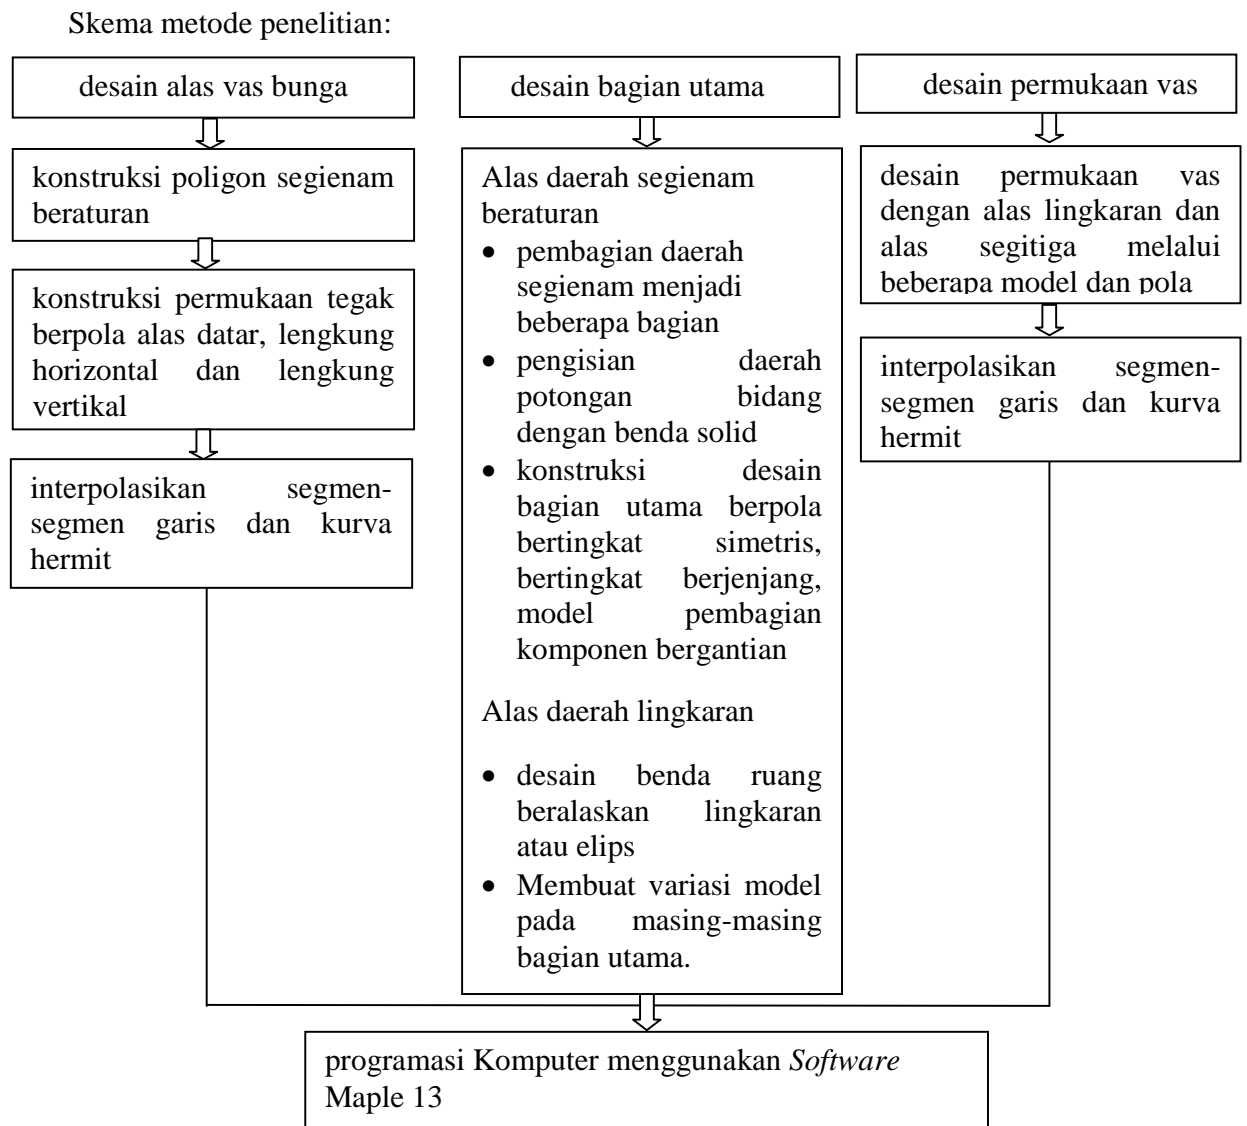 Skema metode penelitian:
desain alas vas bunga
konstruksi poligon segienam
beraturan
konstruksi permukaan tegak
berpola alas datar, lengkung
horizontal dan lengkung
vertikal
interpolasikan segmen-
segmen garis dan kurva
hermit
desain bagian utama
Alas daerah segienam
beraturan
• pembagian daerah
segienam menjadi
beberapa bagian
• pengisian daerah
potongan bidang
dengan benda solid
• konstruksi desain
bagian utama berpola
bertingkat simetris,
bertingkat berjenjang,
model pembagian
komponen bergantian
Alas daerah lingkaran
• desain benda ruang
beralaskan lingkaran
atau elips
• Membuat variasi model
pada masing-masing
bagian utama.
desain permukaan vas
desain permukaan vas
dengan alas lingkaran dan
alas segitiga melalui
beberapa model dan pola
interpolasikan segmen-
segmen garis dan kurva
hermit
programasi Komputer menggunakan Software
Maple 13